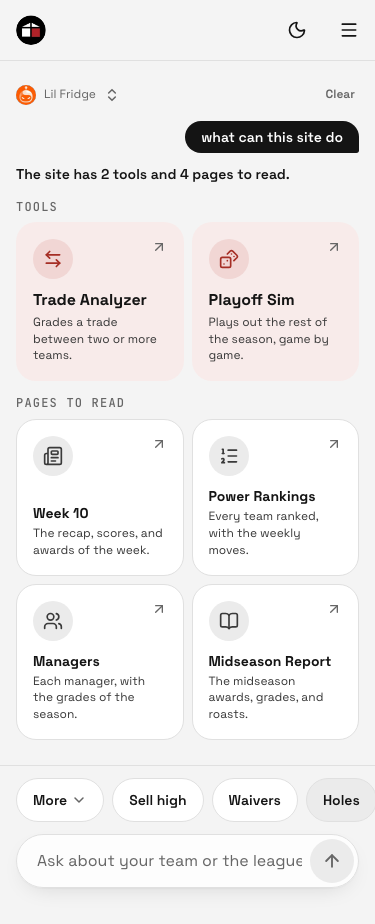 Lil Fridge
Clear
what can this site do
The site has 2 tools and 4 pages to read.
TOOLS
Trade Analyzer
Grades a trade
between two or more
teams.
Playoff Sim
Plays out the rest of
the season, game by
game.
PAGES TO READ
Week 10
The recap, scores, and
awards of the week.
Power Rankings
Every team ranked,
with the weekly
moves.
Managers
Each manager, with
the grades of the
season.
Midseason Report
The midseason
awards, grades, and
roasts.
More
Sell high
Waivers
Holes
Ask about your team or the league